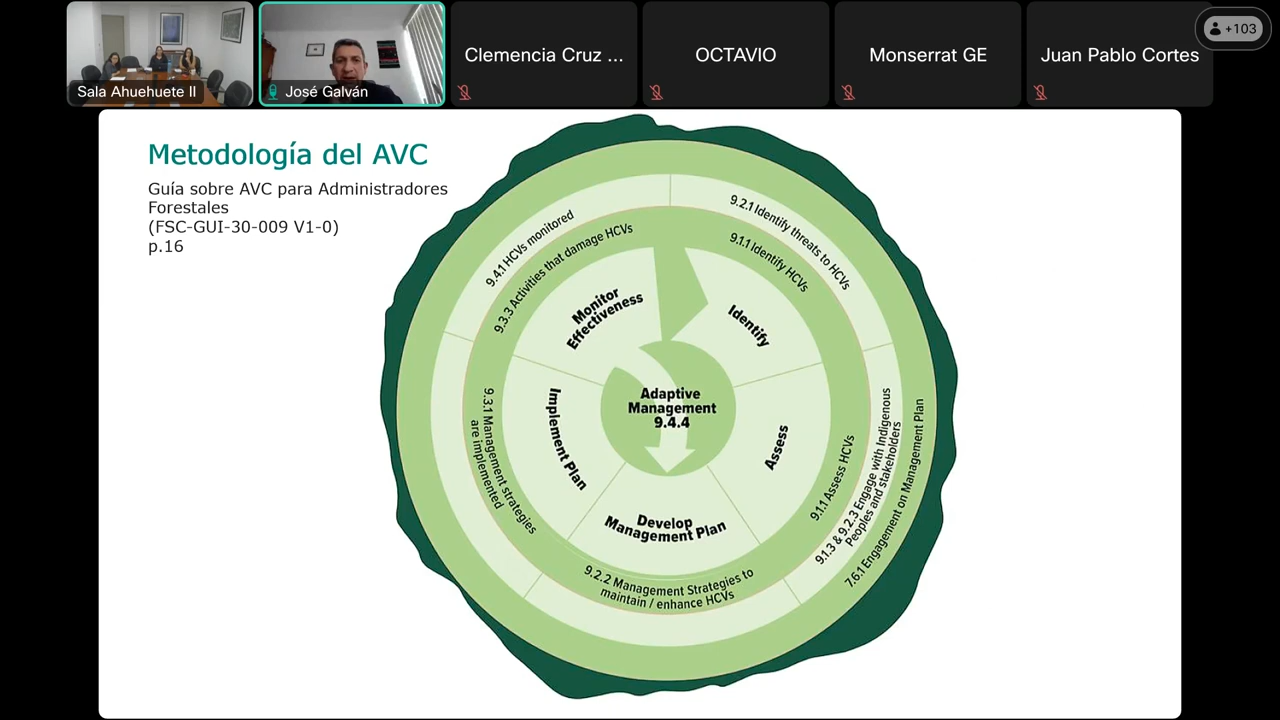 Sala Ahuehuete II
José Galván
Clemencia Cruz ...
OCTAVIO
Monserrat GE
Juan Pablo Cortes
+103
Metodología del AVC
Guía sobre AVC para Administradores
Forestales
(FSC-GUI-30-009 V1-0)
p.16
9.4.1 HCVs monitored
9.2.1 Identify threats to HCVs
9.3.3 Activities that damage HCVs
9.1.1 Identify HCVs
Monitor
Effectiveness
Identify
Adaptive
Management
9.4.4
Implement Plan
Assess
Develop
Management Plan
9.3.1 Management strategies
are implemented
9.1.1 Assess HCVs
9.1.3 & 9.2.3 Engage with Indigenous
Peoples and stakeholders
7.6.1 Engagement on Management Plan
9.2.2 Management Strategies to
maintain / enhance HCVs